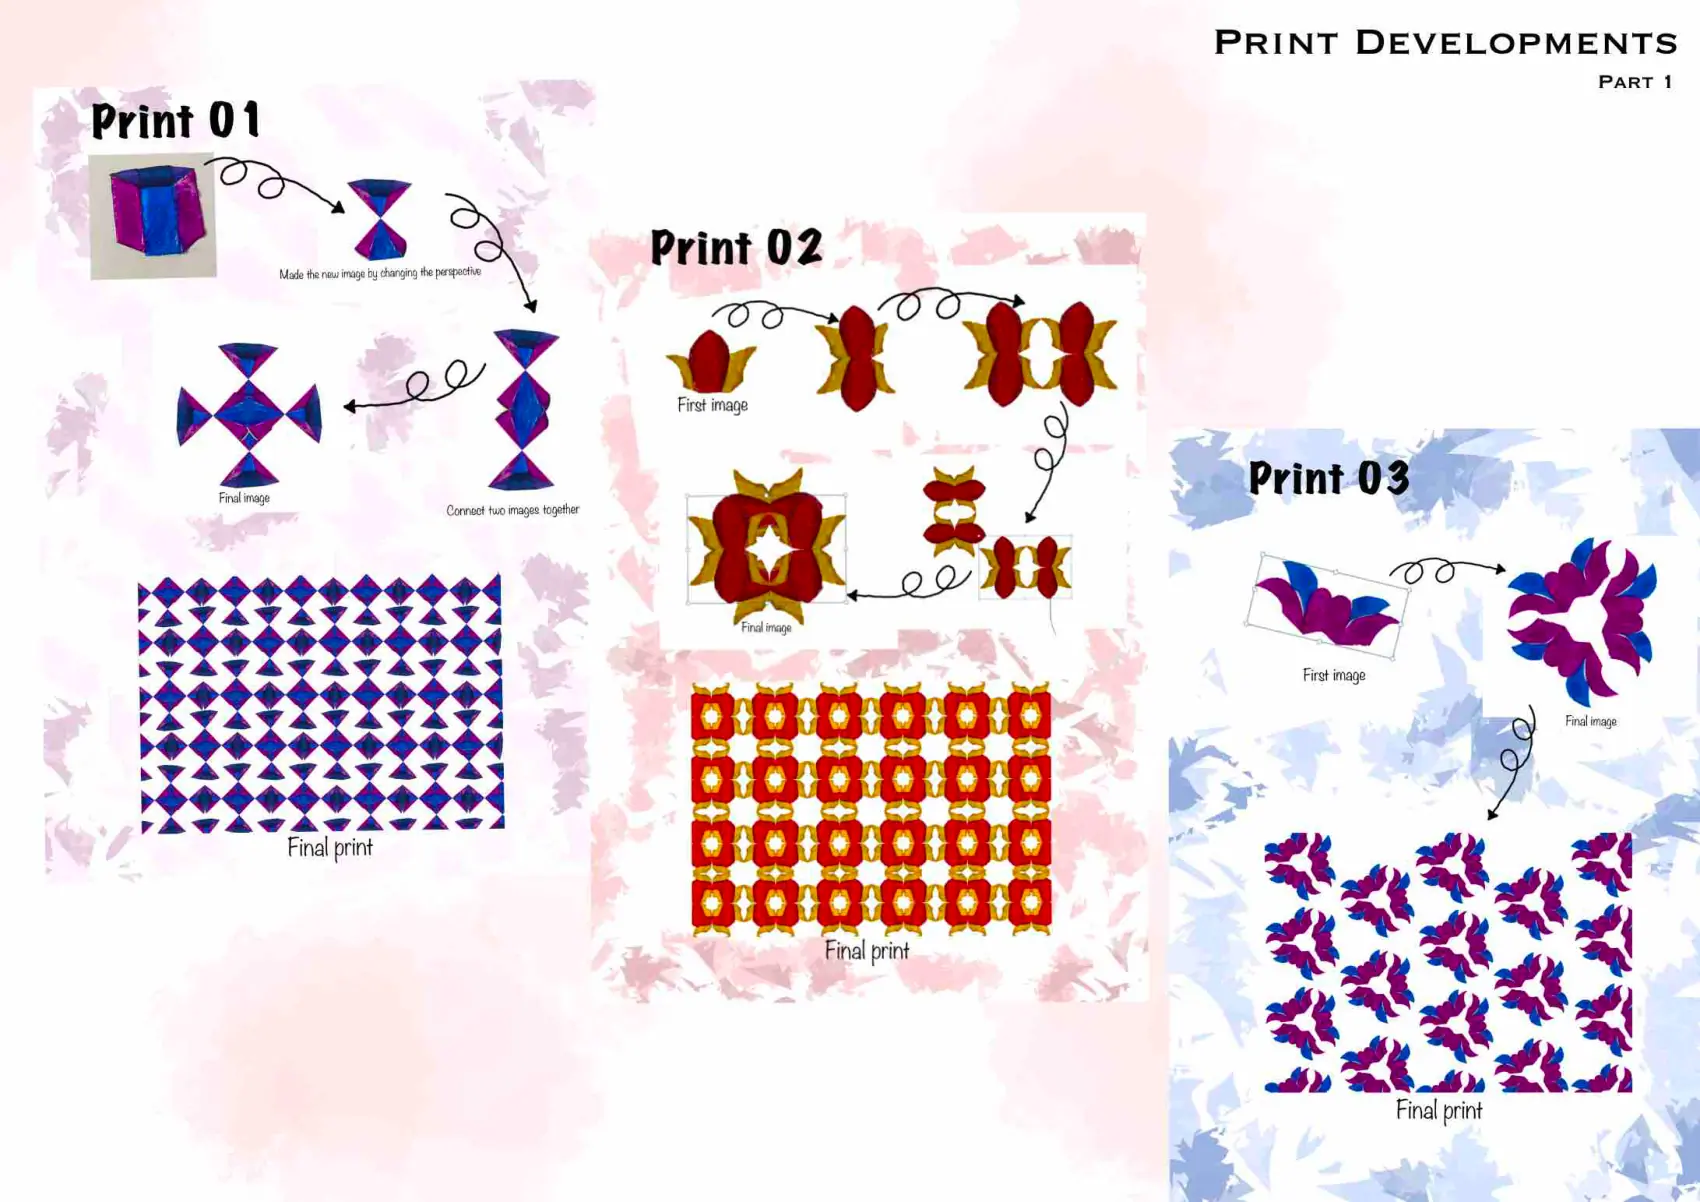 PRINT DEVELOPMENTS
PART 1
Print 01
Made the new image by changing the perspective
Final image
Connect two images together
Final print
Print 02
First image
Final image
Final print
Print 03
First image
Final image
Final print